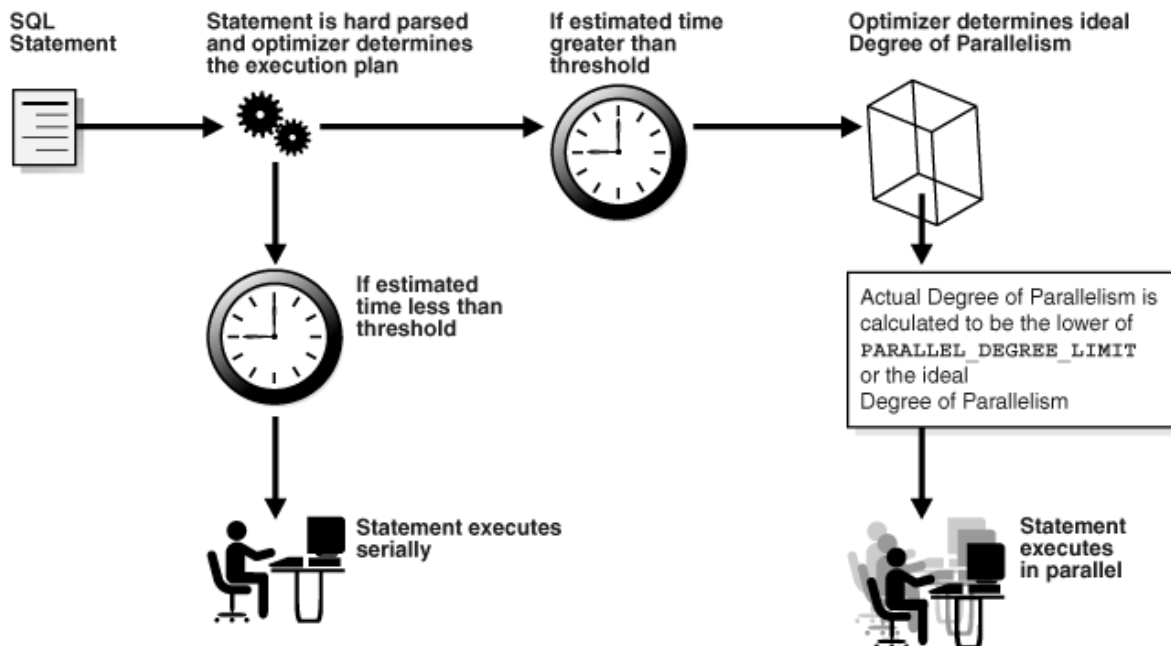 SQL
Statement
Statement is hard parsed
and optimizer determines
the execution plan
If estimated time
greater than
threshold
Optimizer determines ideal
Degree of Parallelism
If estimated
time less than
threshold
Actual Degree of Parallelism is
calculated to be the lower of
PARALLEL_DEGREE_LIMIT
or the ideal
Degree of Parallelism
Statement executes
serially
Statement
executes
in parallel